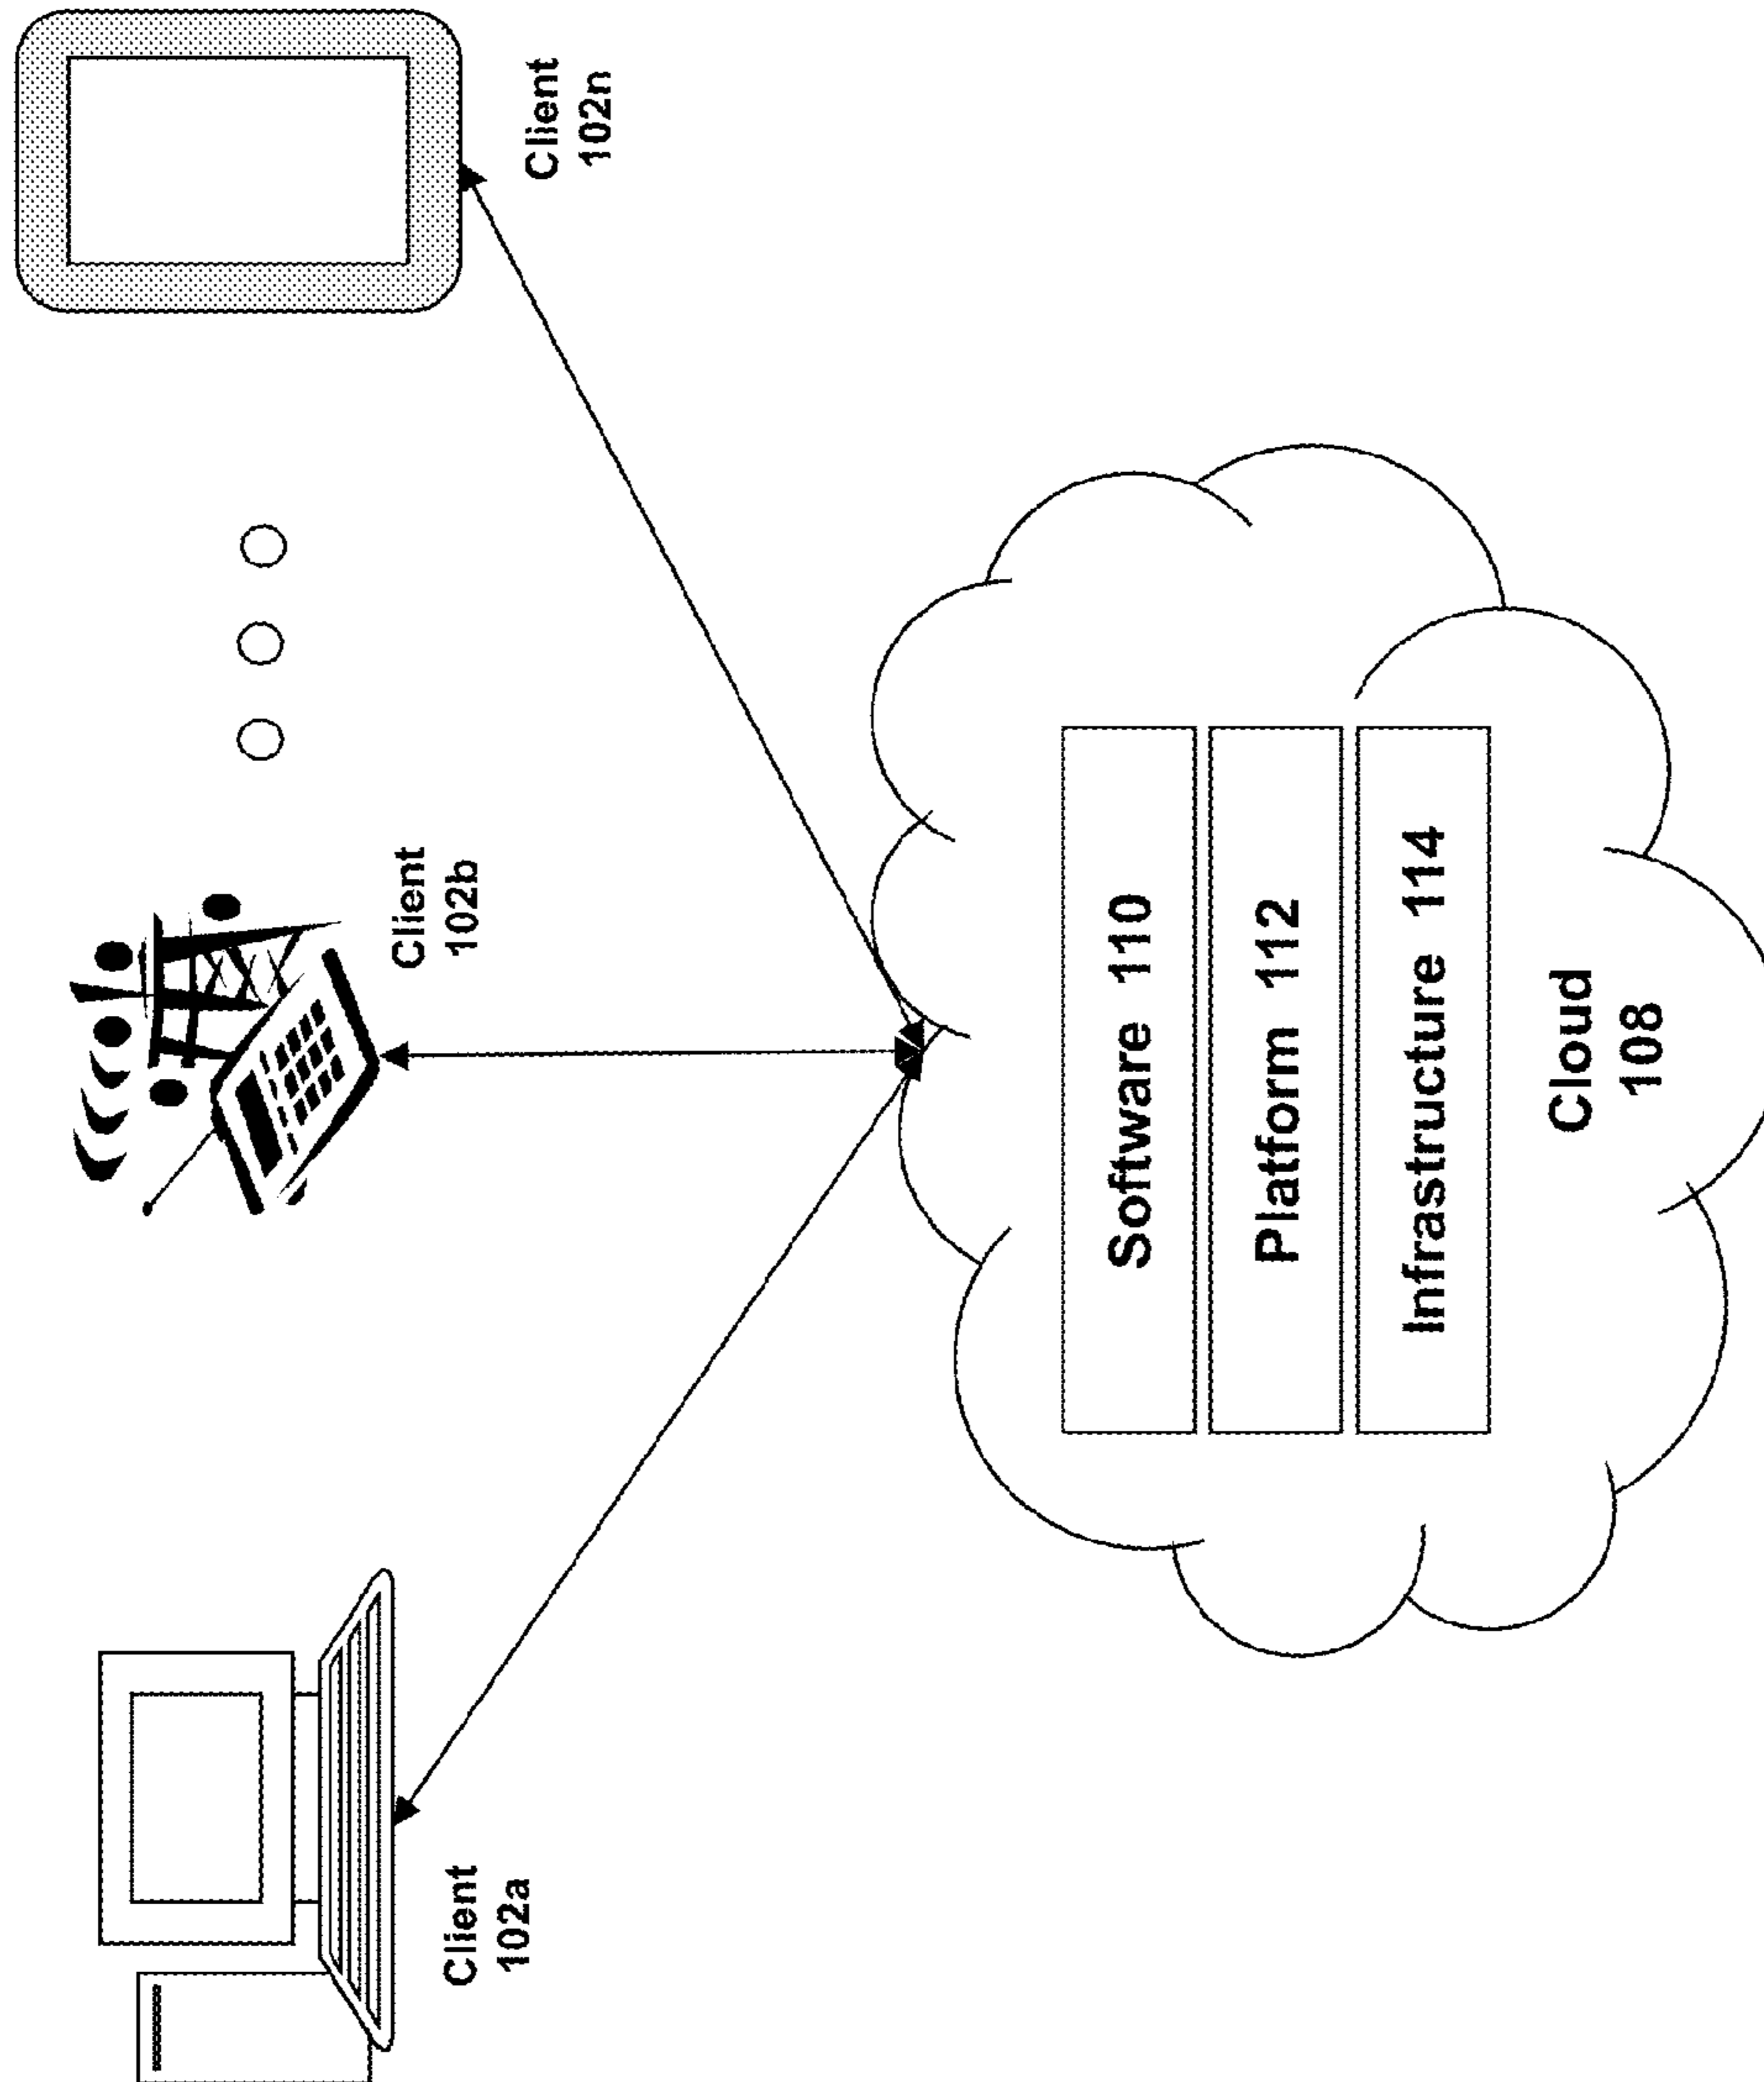 Client
102a
Client
102b
Client
102n
Software 110
Platform 112
Infrastructure 114
Cloud
108